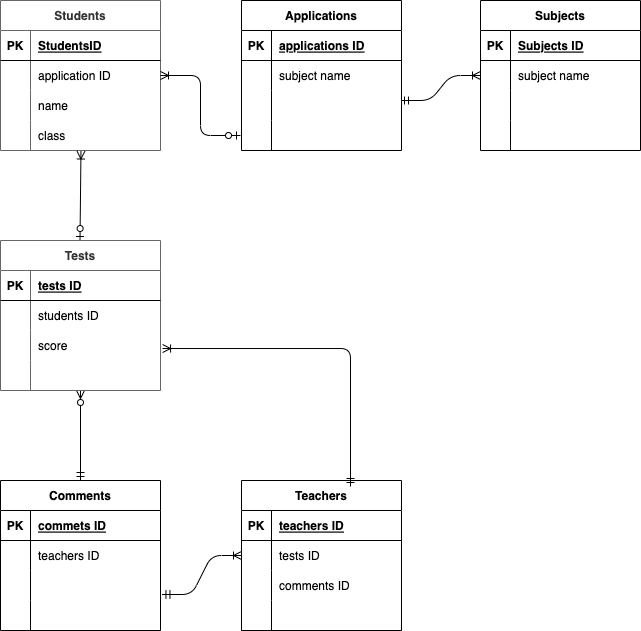 Students
PK StudentsID
application ID
name
class
Applications
PK applications ID
subject name
Subjects
PK Subjects ID
subject name
Tests
PK tests ID
students ID
score
Comments
PK commets ID
teachers ID
Teachers
PK teachers ID
tests ID
comments ID